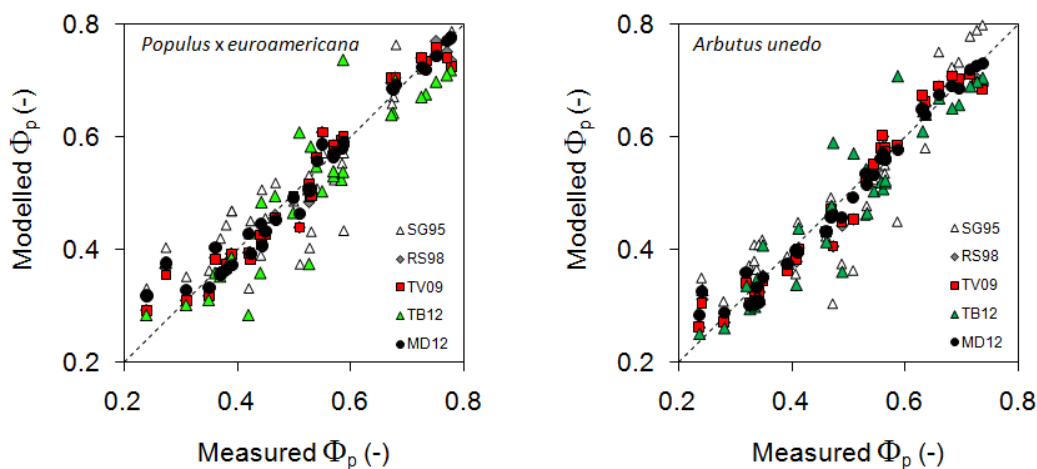 Populus x euroamericana
Modelled Φp (-)
0.8
0.6
0.4
0.2
SG95
RS98
TV09
TB12
MD12
0.2 0.4 0.6 0.8
Measured Φp (-)
Arbutus unedo
Modelled Φp (-)
0.8
0.6
0.4
0.2
SG95
RS98
TV09
TB12
MD12
0.2 0.4 0.6 0.8
Measured Φp (-)